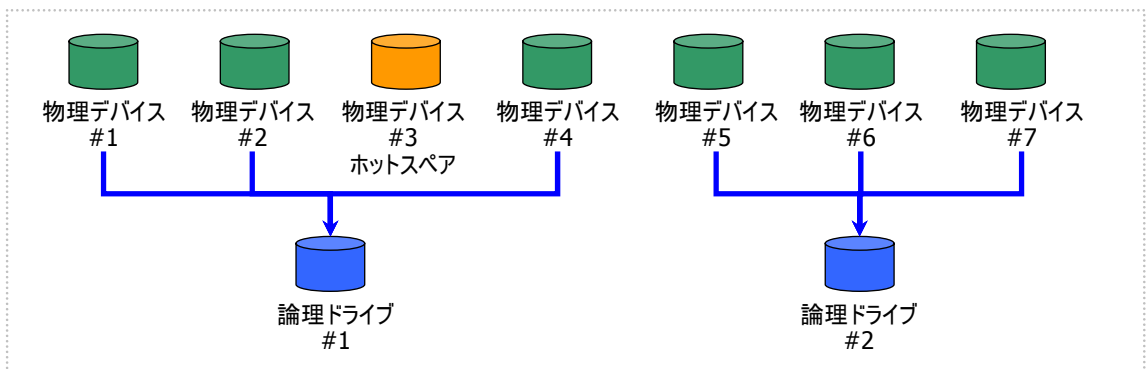 物理デバイス
#1
物理デバイス
#2
物理デバイス
#3
ホットスペア
物理デバイス
#4
物理デバイス
#5
物理デバイス
#6
物理デバイス
#7
論理ドライブ
#1
論理ドライブ
#2